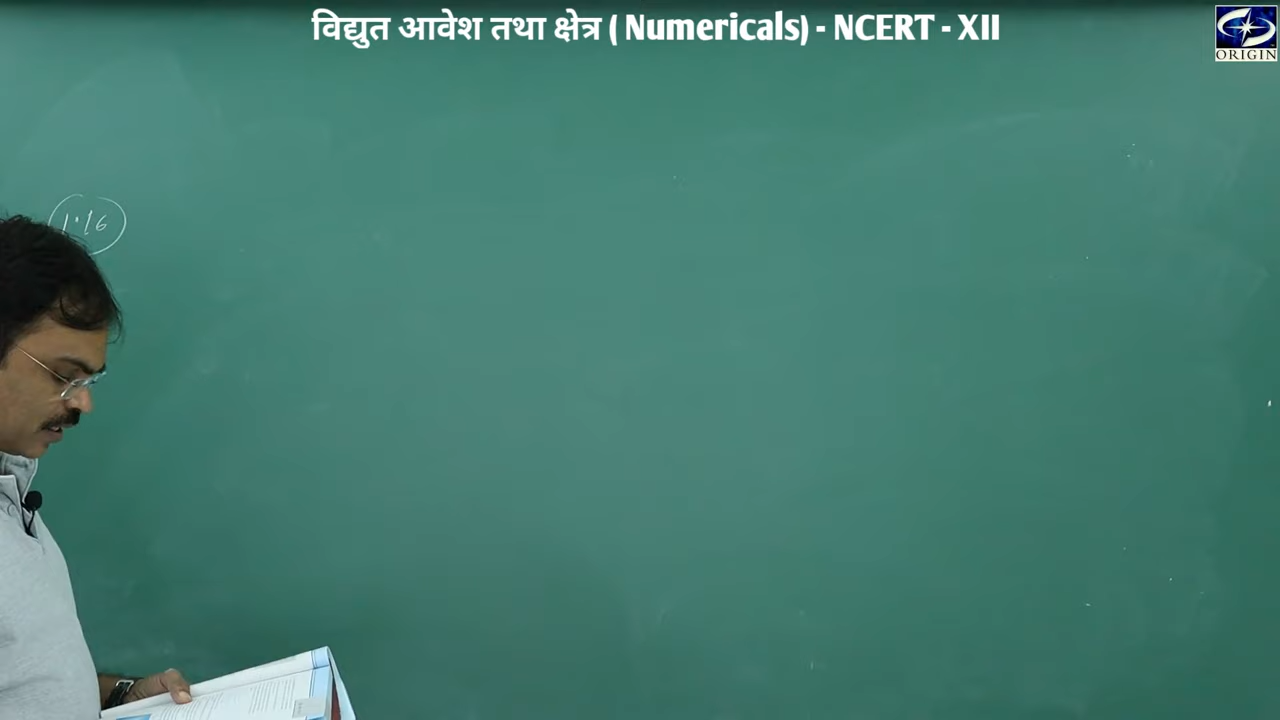 विद्युत आवेश तथा क्षेत्र ( Numericals) - NCERT - XII
ORIGIN
1.16